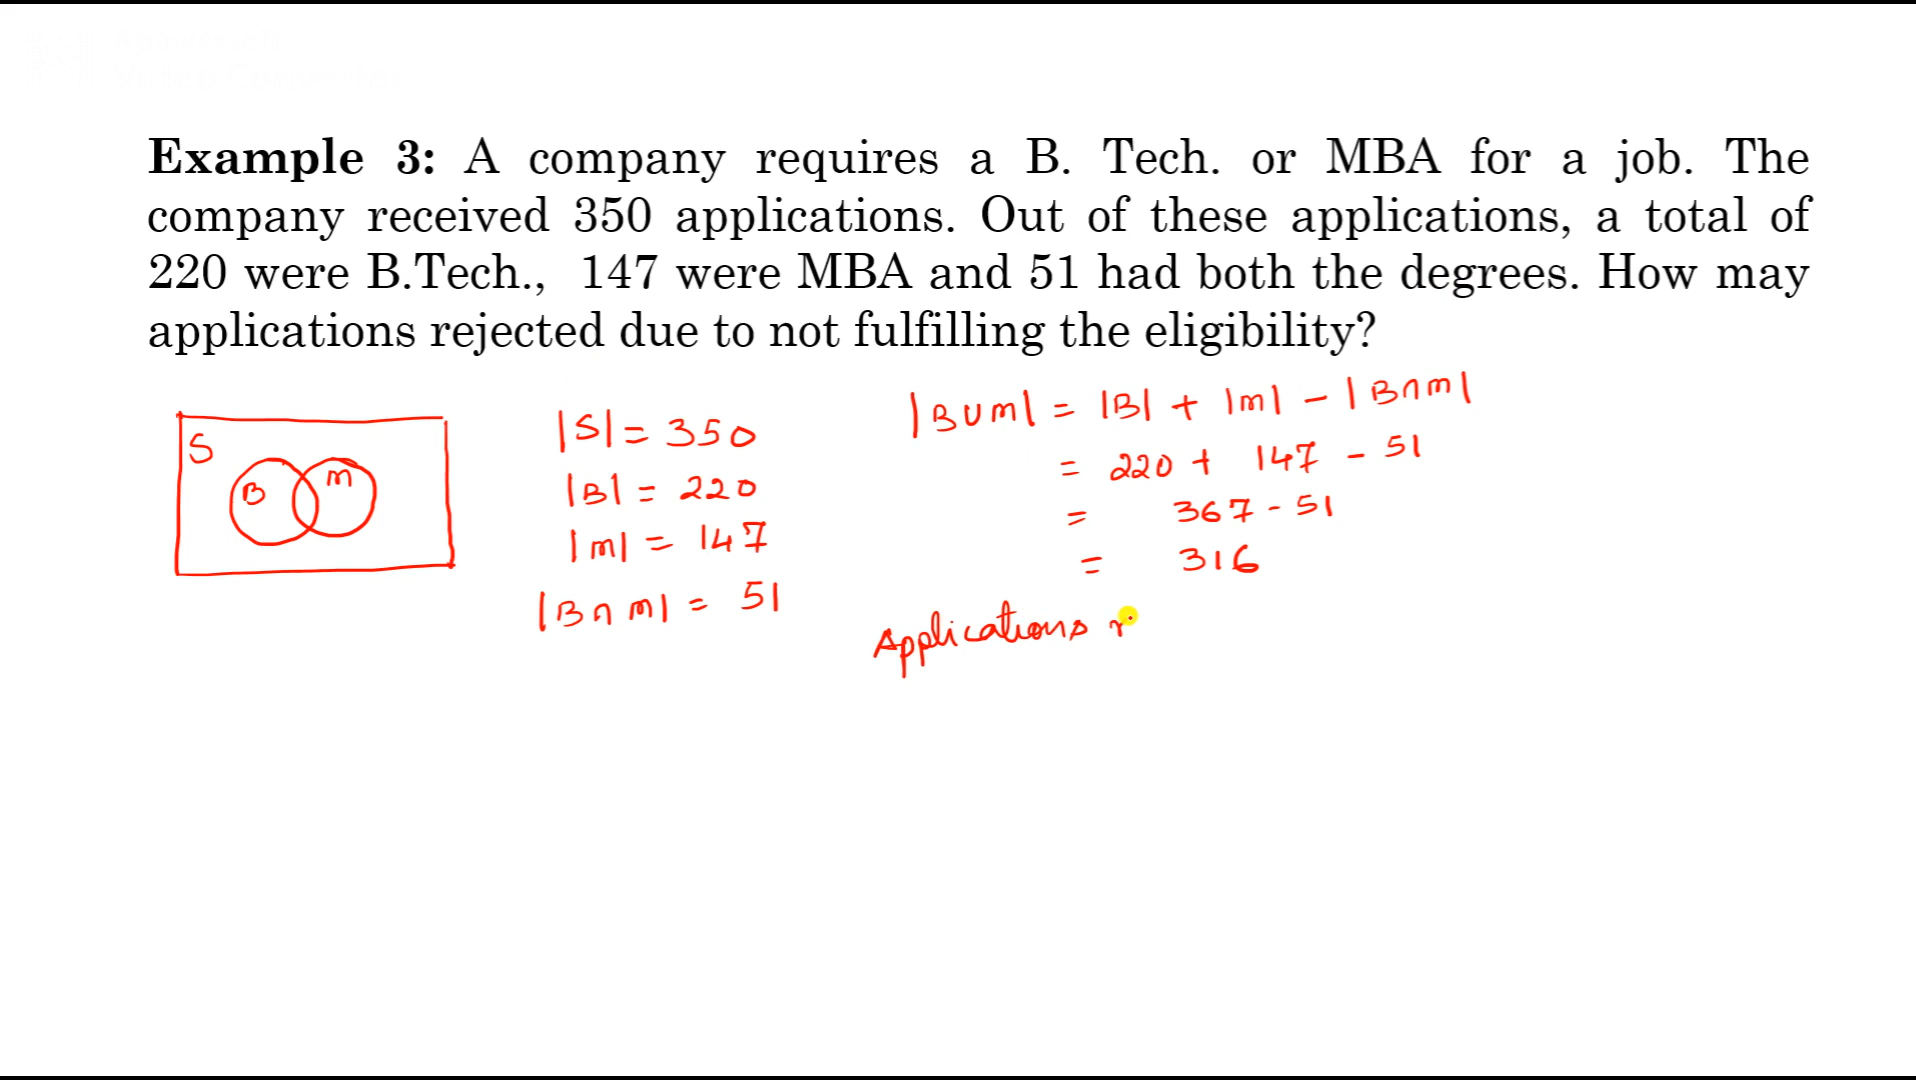 Example 3: A company requires a B. Tech. or MBA for a job. The
company received 350 applications. Out of these applications, a total of
220 were B.Tech., 147 were MBA and 51 had both the degrees. How may
applications rejected due to not fulfilling the eligibility?
S
B
m
|S| = 350
|B| = 220
|m| = 147
|B∩m| = 51
|B∪m| = |B| + |m| - |B∩m|
= 220 + 147 - 51
= 367 - 51
= 316
Applications r